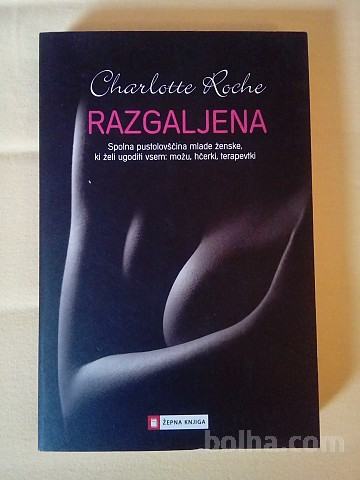 Charlotte Roche
RAZGALJENA
Spolna pustolovščina mlade ženske,
ki želi ugoditi vsem: možu, hčerki, terapevtki
ŽEPNA KNJIGA
bolha.com